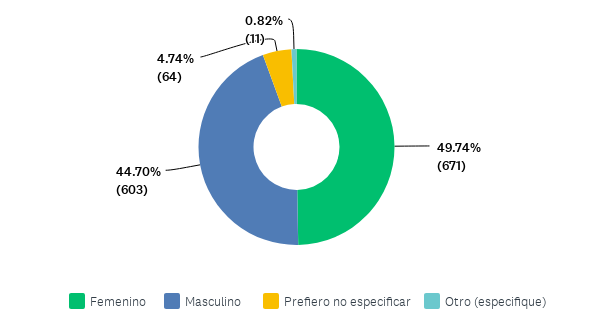 0.82%
(11)
4.74%
(64)
49.74%
(671)
44.70%
(603)
Femenino
Masculino
Prefiero no especificar
Otro (especifique)